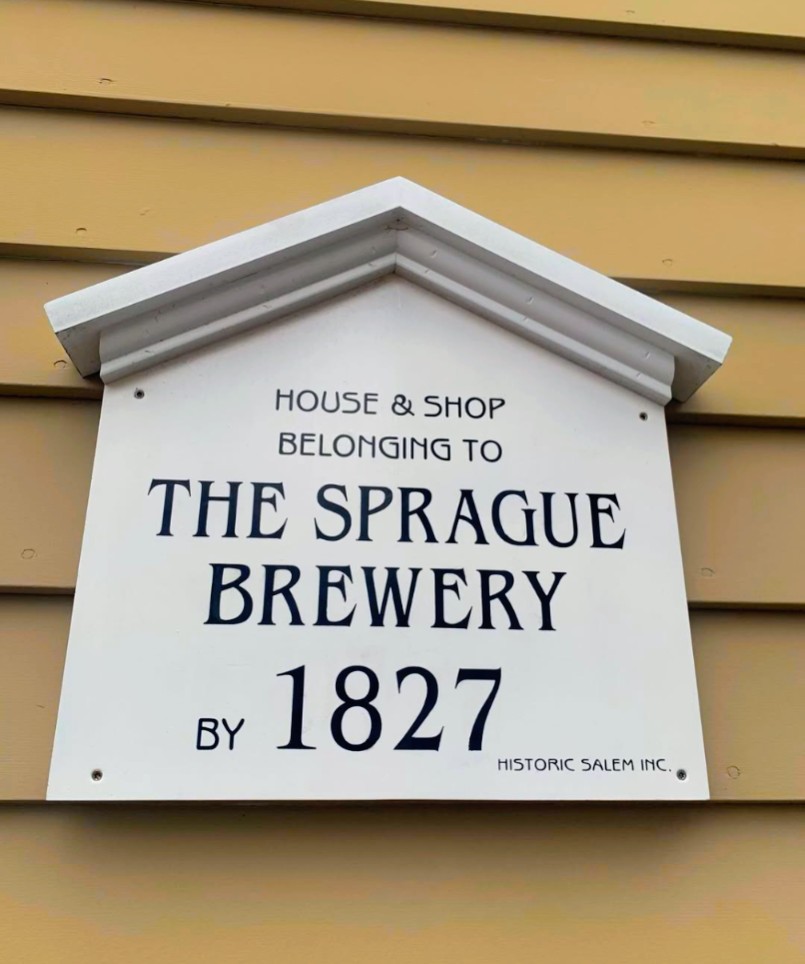 HOUSE & SHOP
BELONGING TO
THE SPRAGUE
BREWERY
BY 1827
HISTORIC SALEM INC.